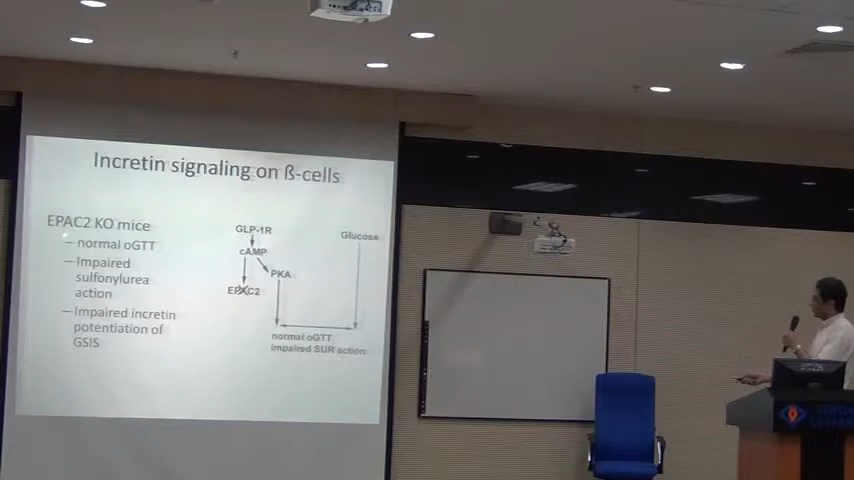 Incretin signaling on ß-cells
EPAC2 KO mice
– normal oGTT
– Impaired
sulfonylurea
action
– Impaired incretin
potentiation of
GSIS
GLP-1R
Glucose
cAMP
PKA
EPAC2
normal oGTT
impaired SUR action